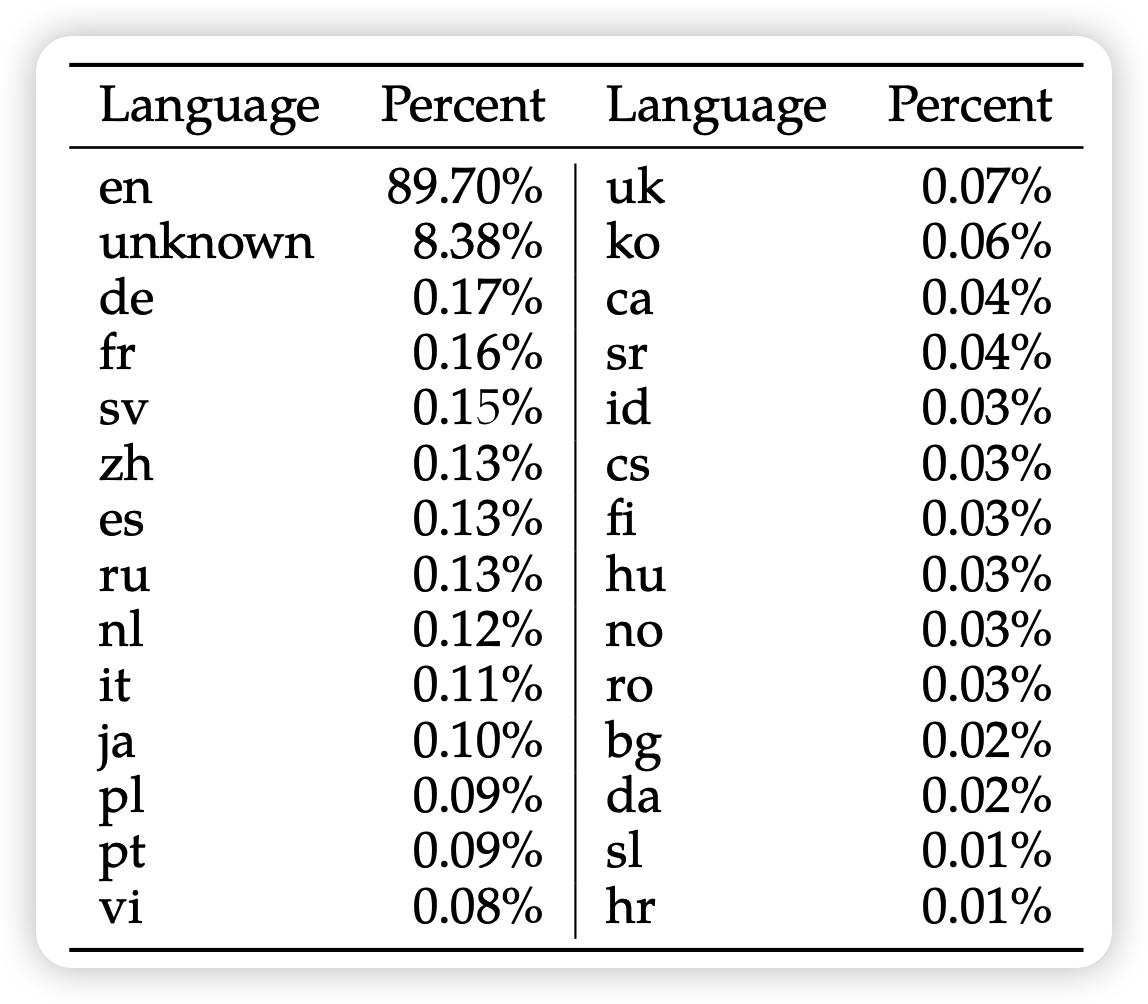 Language Percent Language Percent
en 89.70% uk 0.07%
unknown 8.38% ko 0.06%
de 0.17% ca 0.04%
fr 0.16% sr 0.04%
sv 0.15% id 0.03%
zh 0.13% cs 0.03%
es 0.13% fi 0.03%
ru 0.13% hu 0.03%
nl 0.12% no 0.03%
it 0.11% ro 0.03%
ja 0.10% bg 0.02%
pl 0.09% da 0.02%
pt 0.09% sl 0.01%
vi 0.08% hr 0.01%